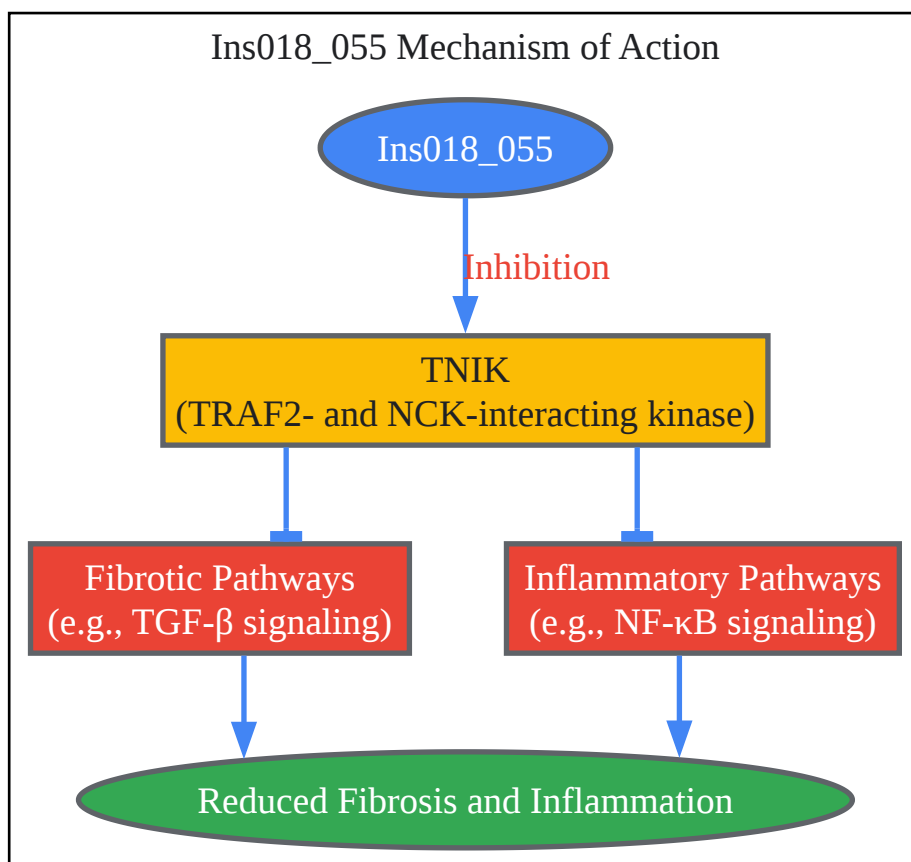 Ins018_055 Mechanism of Action
Ins018_055
Inhibition
TNIK
(TRAF2- and NCK-interacting kinase)
Fibrotic Pathways
(e.g., TGF-β signaling)
Inflammatory Pathways
(e.g., NF-κB signaling)
Reduced Fibrosis and Inflammation